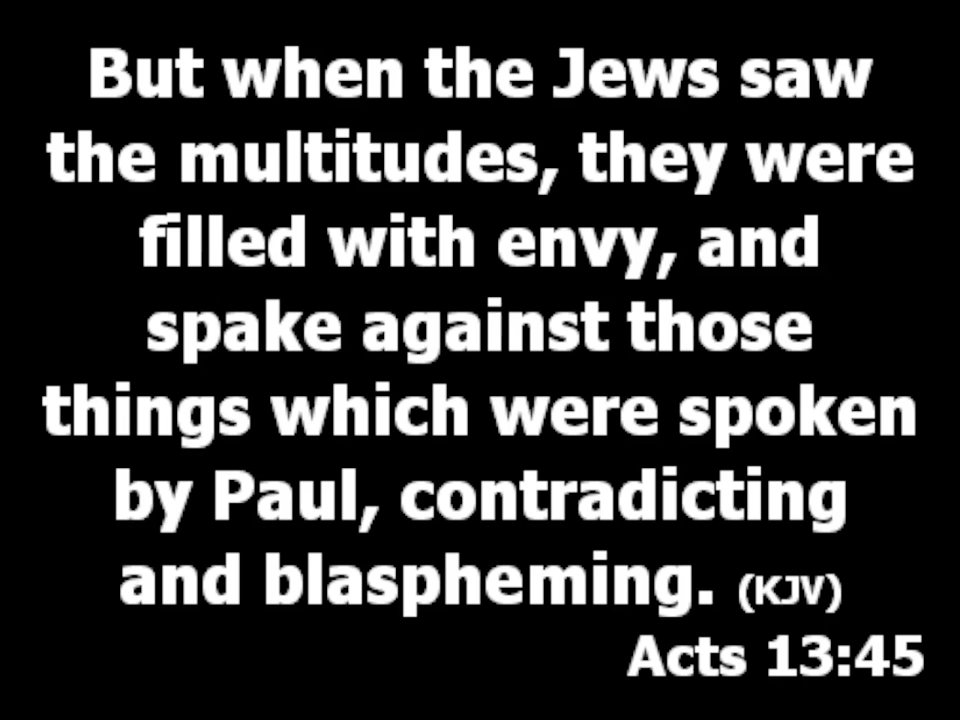 But when the Jews saw
the multitudes, they were
filled with envy, and
spake against those
things which were spoken
by Paul, contradicting
and blaspheming. (KJV)
Acts 13:45